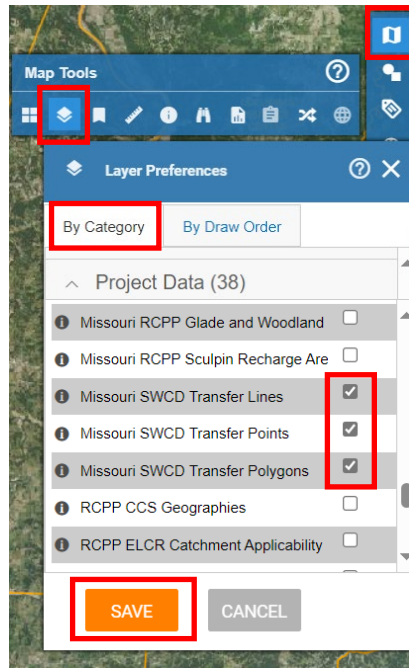 Map Tools
Layer Preferences
By Category
By Draw Order
Project Data (38)
Missouri RCPP Glade and Woodland
Missouri RCPP Sculpin Recharge Are
Missouri SWCD Transfer Lines
Missouri SWCD Transfer Points
Missouri SWCD Transfer Polygons
RCPP CCS Geographies
RCPP ELCR Catchment Applicability
SAVE
CANCEL